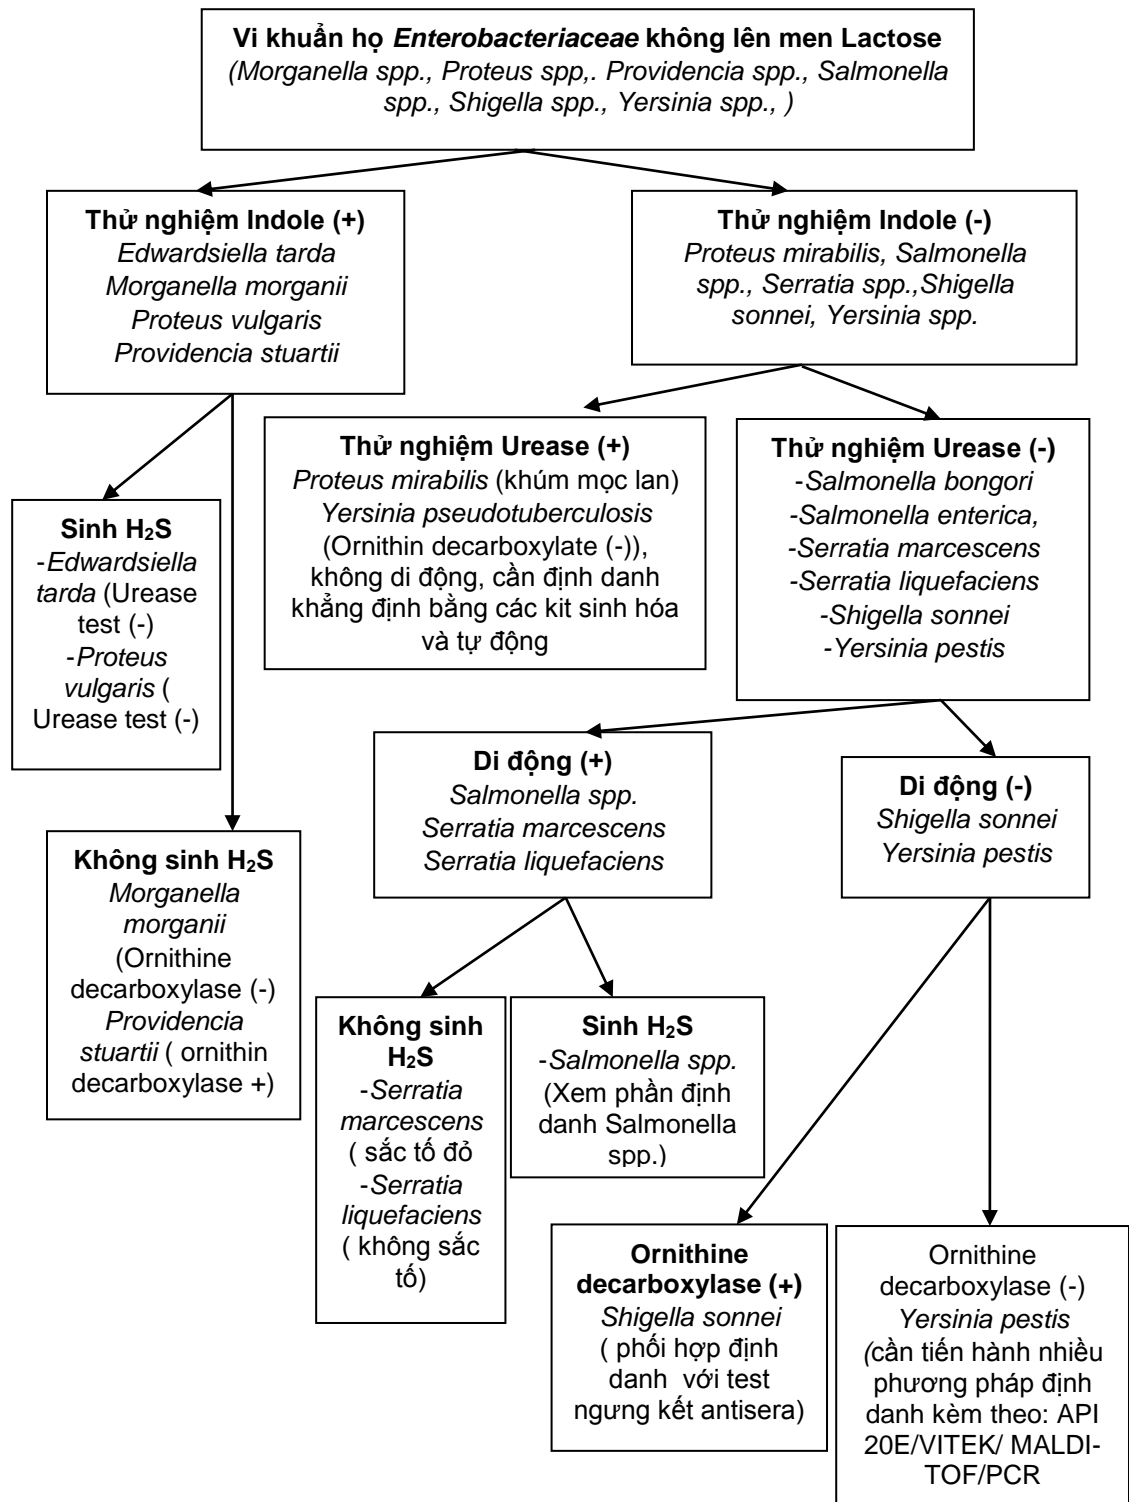 Vi khuẩn họ Enterobacteriaceae không lên men Lactose
(Morganella spp., Proteus spp,. Providencia spp., Salmonella
spp., Shigella spp., Yersinia spp., )
Thử nghiệm Indole (+)
Edwardsiella tarda
Morganella morganii
Proteus vulgaris
Providencia stuartii
Thử nghiệm Indole (-)
Proteus mirabilis, Salmonella
spp., Serratia spp.,Shigella
sonnei, Yersinia spp.
Thử nghiệm Urease (+)
Proteus mirabilis (khúm mọc lan)
Yersinia pseudotuberculosis
(Ornithin decarboxylate (-)),
không di động, cần định danh
khẳng định bằng các kit sinh hóa
và tự động
Thử nghiệm Urease (-)
-Salmonella bongori
-Salmonella enterica,
-Serratia marcescens
-Serratia liquefaciens
-Shigella sonnei
-Yersinia pestis
Sinh H₂S
-Edwardsiella
tarda (Urease
test (-)
-Proteus
vulgaris (
Urease test (-)
Di động (+)
Salmonella spp.
Serratia marcescens
Serratia liquefaciens
Di động (-)
Shigella sonnei
Yersinia pestis
Không sinh H₂S
Morganella
morganii
(Ornithine
decarboxylase (-)
Providencia
stuartii ( ornithin
decarboxylase +)
Không sinh
H₂S
-Serratia
marcescens
( sắc tố đỏ
-Serratia
liquefaciens
( không sắc
tố)
Sinh H₂S
-Salmonella spp.
(Xem phần định
danh Salmonella
spp.)
Ornithine
decarboxylase (+)
Shigella sonnei
( phối hợp định
danh với test
ngưng kết antisera)
Ornithine
decarboxylase (-)
Yersinia pestis
(cần tiến hành nhiều
phương pháp định
danh kèm theo: API
20E/VITEK/ MALDI-
TOF/PCR